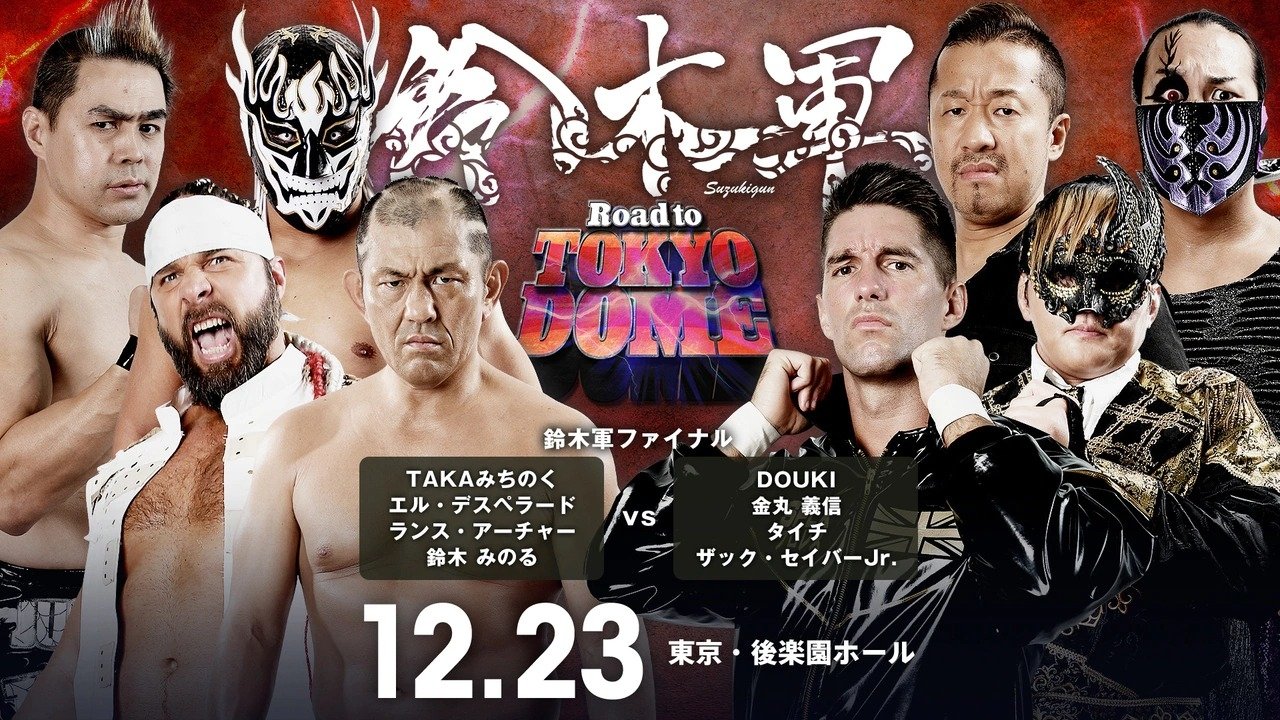 鈴木軍
Suzukigun
Road to
TOKYO
DOME
鈴木軍ファイナル
TAKAみちのく
エル・デスペラード
ランス・アーチャー
鈴木 みのる
vs
DOUKI
金丸 義信
タイチ
ザック・セイバーJr.
12.23
東京・後楽園ホール